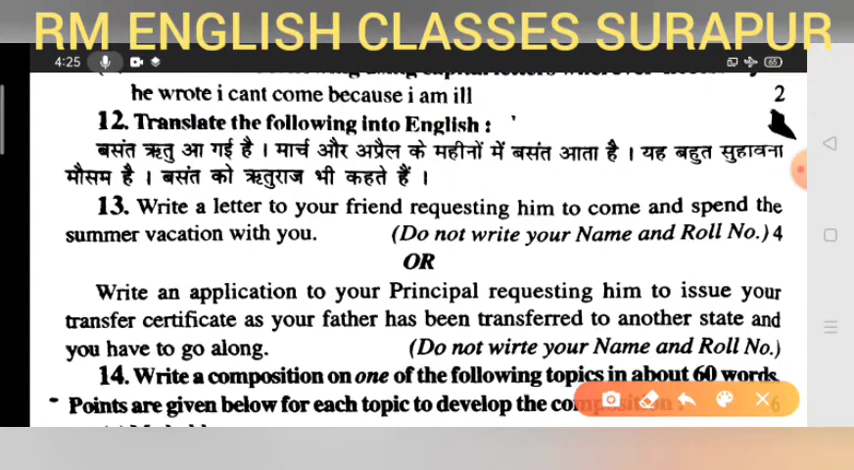 RM ENGLISH CLASSES SURAPUR
4:25
65
he wrote i cant come because i am ill 2
12. Translate the following into English :
बसंत ऋतु आ गई है । मार्च और अप्रैल के महीनों में बसंत आता है । यह बहुत सुहावना
मौसम है । बसंत को ऋतुराज भी कहते हैं ।
13. Write a letter to your friend requesting him to come and spend the
summer vacation with you. (Do not write your Name and Roll No.) 4
OR
Write an application to your Principal requesting him to issue your
transfer certificate as your father has been transferred to another state and
you have to go along. (Do not wirte your Name and Roll No.)
14. Write a composition on one of the following topics in about 60 words.
Points are given below for each topic to develop the composition : 6